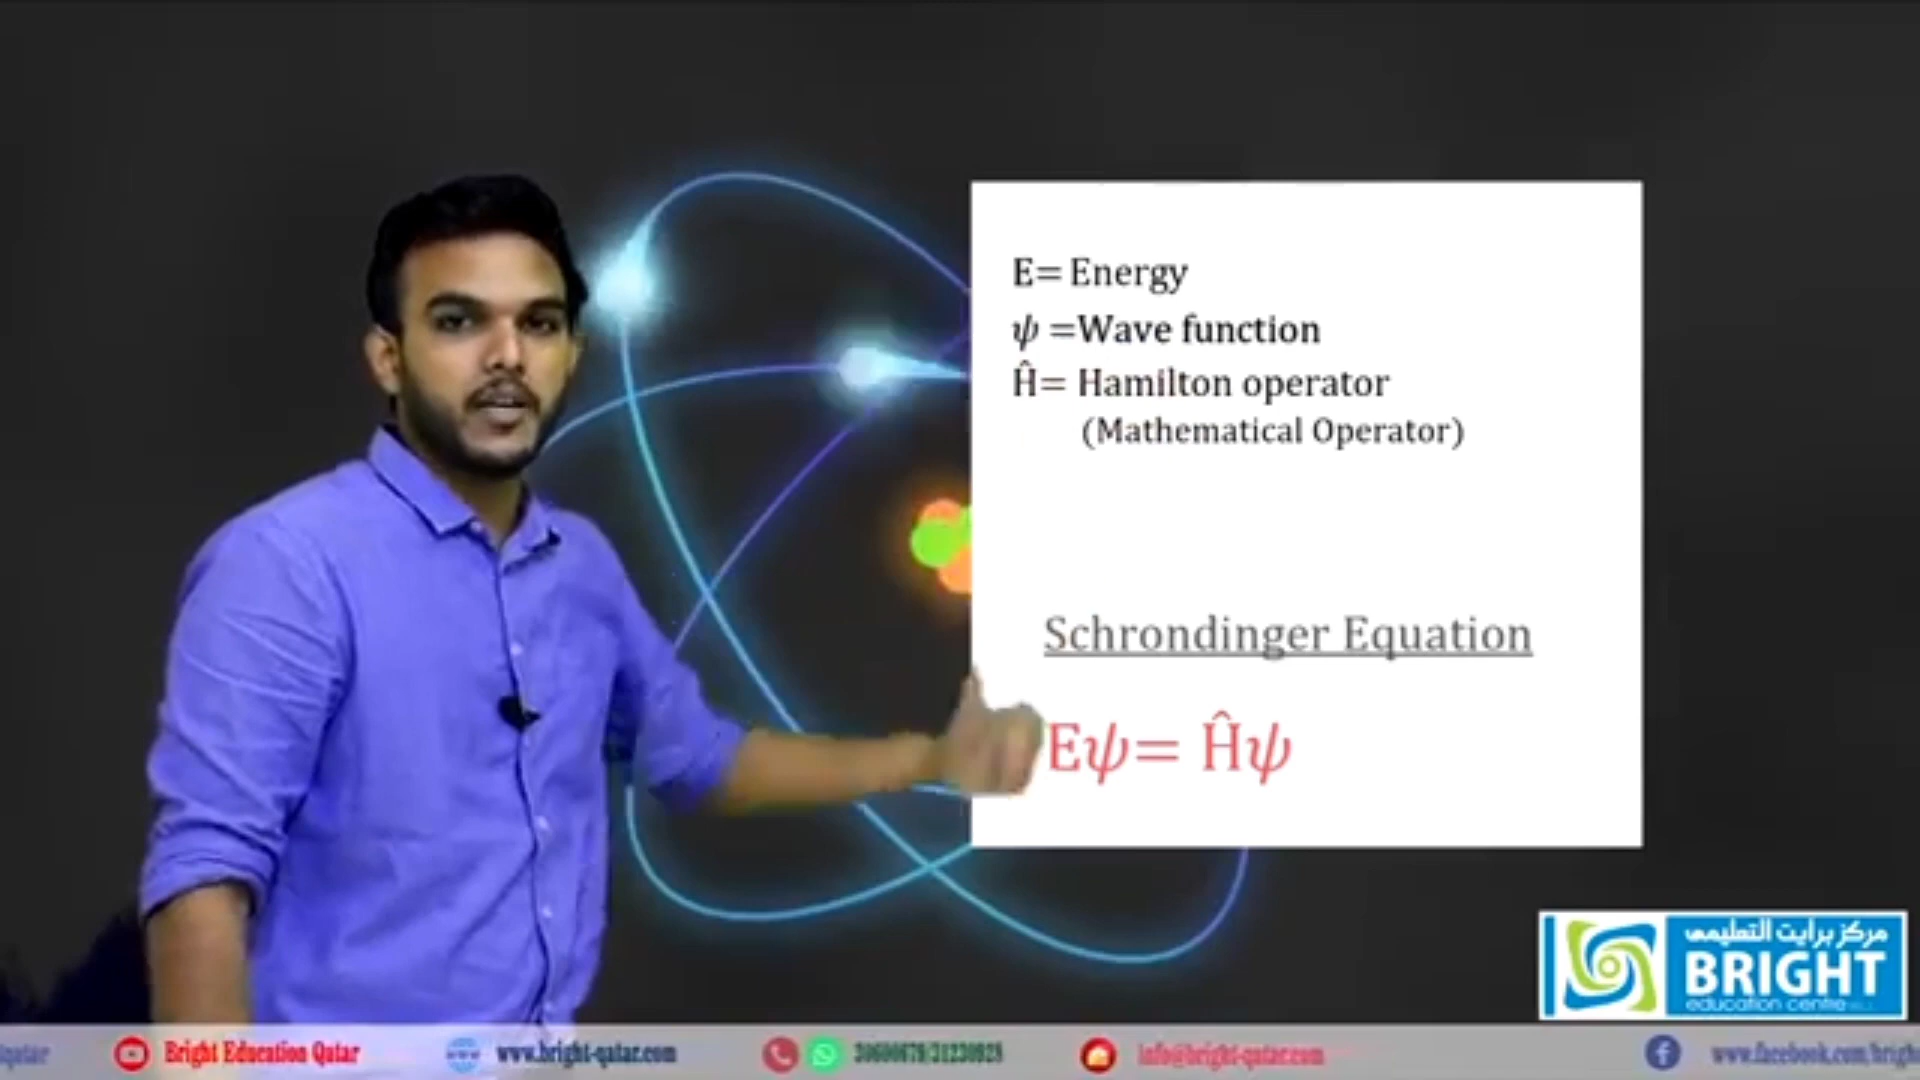 E= Energy
ψ =Wave function
Ĥ= Hamilton operator
(Mathematical Operator)
Schrondinger Equation
Eψ= Ĥψ
مركز برايت التعليمي
BRIGHT
education centre
Bright Education Qatar
www.bright-qatar.com
info@bright-qatar.com